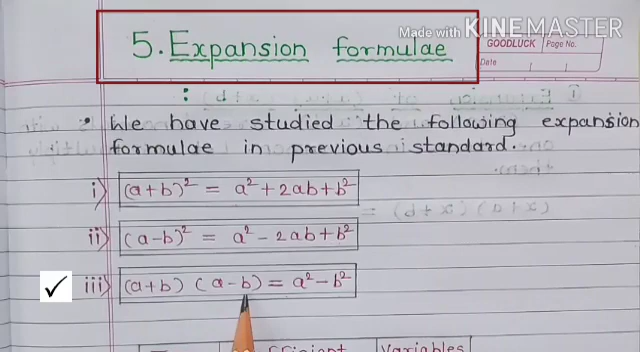 Made with KINEMASTER
GOODLUCK Page No.
Date
5. Expansion formulae
• We have studied the following expansion
formulae in previous standard.
i) (a+b)² = a² + 2ab + b²
ii) (a-b)² = a² - 2ab + b²
✓ iii) (a+b) (a-b) = a² - b²
Variables